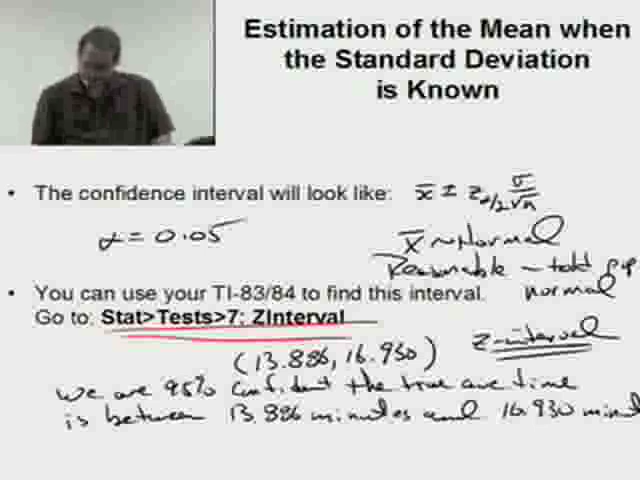 Estimation of the Mean when
the Standard Deviation
is Known
• The confidence interval will look like: x̄ ± z α/2 σ/√n
α = 0.05
x̄ ~ Normal
Reasonable - told pop
normal
• You can use your TI-83/84 to find this interval.
Go to: Stat>Tests>7: ZInterval
z-interval
(13.886, 16.930)
We are 95% confident the true ave time
is between 13.886 minutes and 16.930 minut